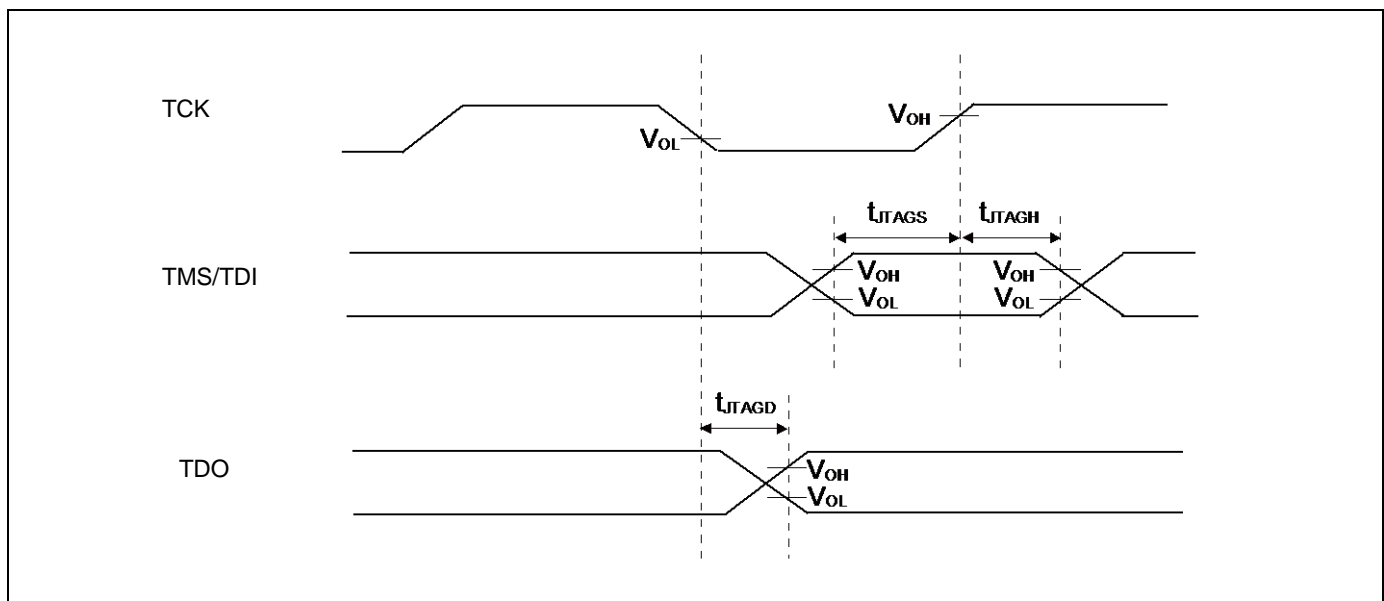 TCK
VOL
VOH
tJTAGS
tJTAGH
TMS/TDI
VOH
VOL
VOH
VOL
tJTAGD
TDO
VOH
VOL